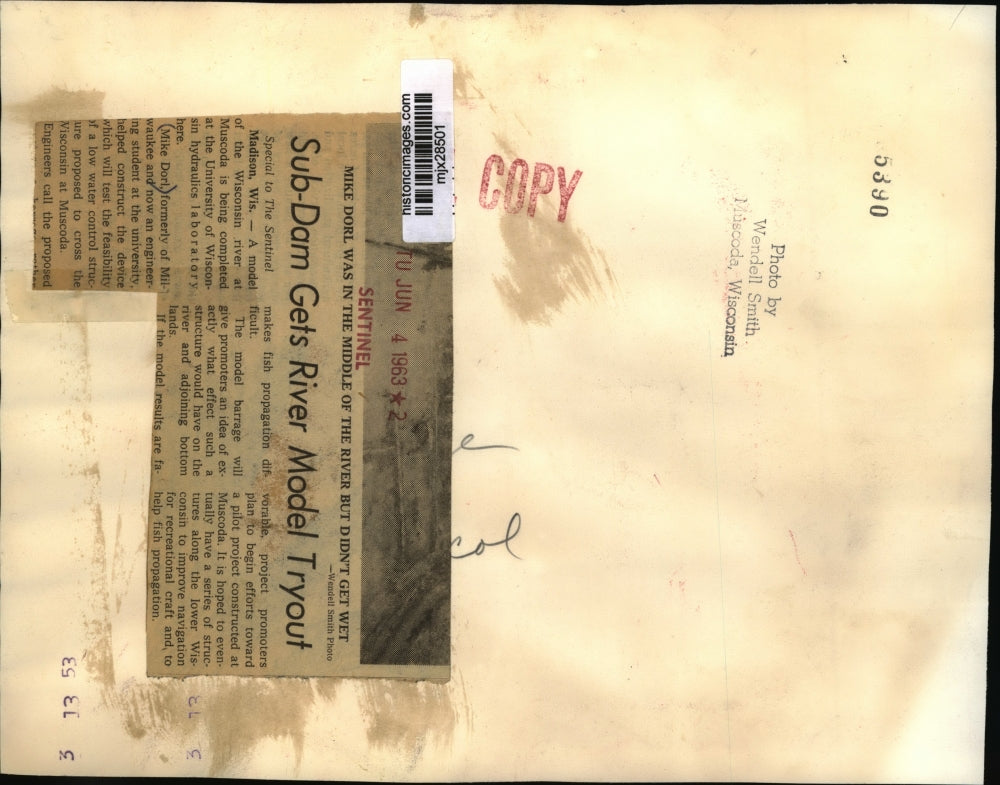 5390
Photo by
Wendell Smith
Muscoda, Wisconsin
COPY
historicimages.com
mjx28501
TU JUN 4 1963 ★ 2
SENTINEL
col
MIKE DORL WAS IN THE MIDDLE OF THE RIVER BUT DIDN'T GET WET
—Wendell Smith Photo
Sub-Dam Gets River Model Tryout
Special to The Sentinel
Madison, Wis. — A model
of the Wisconsin river at
Muscoda is being completed
at the University of Wiscon-
sin hydraulics laboratory
here.
(Mike Dorl,) formerly of Mil-
waukee and now an engineer-
ing student at the university,
helped construct the device
which will test the feasibility
of a low water control struc-
ure proposed to cross the
Wisconsin at Muscoda.
Engineers call the proposed
makes fish propagation dif-
ficult.
The model barrage will
give promoters an idea of ex-
actly what effect such a
structure would have on the
river and adjoining bottom
lands.
If the model results are fa-
vorable, project promoters
plan to begin efforts toward
a pilot project constructed at
Muscoda. It is hoped to even-
tually have a series of struc-
tures along the lower Wis-
consin to improve navigation
for recreational craft and, to
help fish propagation.
53 13 3
13 3